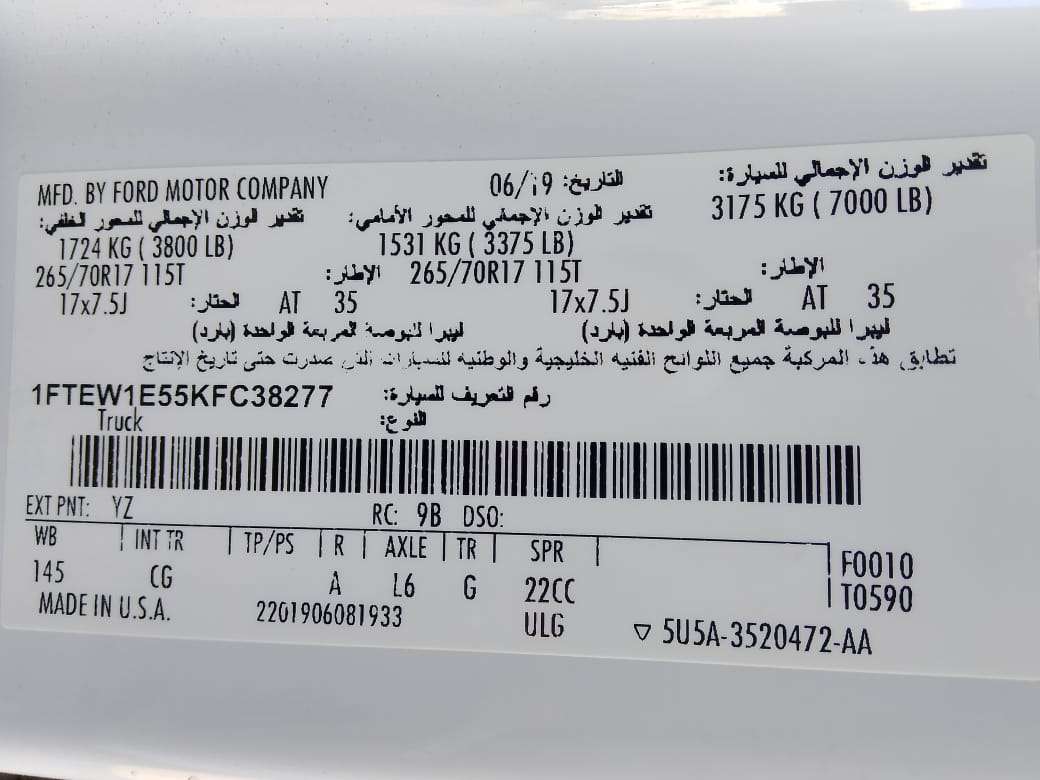 MFD. BY FORD MOTOR COMPANY 06/19 التاريخ: تقدير الوزن الإجمالي للسيارة:
3175 KG ( 7000 LB)
تقدير الوزن الإجمالي للمحور الخلفي: تقدير الوزن الإجمالي للمحور الأمامي:
1724 KG ( 3800 LB) 1531 KG ( 3375 LB)
265/70R17 115T الإطار: 265/70R17 115T الإطار:
17x7.5J الحتار: AT 35 17x7.5J الحتار: AT 35
ليبرا للبوصة المربعة الواحدة (بارد) ليبرا للبوصة المربعة الواحدة (بارد)
تطابق هذه المركبة جميع اللوائح الفنيه الخليجية والوطنيه للسيارات التي صدرت حتى تاريخ الإنتاج
1FTEW1E55KFC38277 رقم التعريف للسيارة:
Truck النوع:
EXT PNT: YZ RC: 9B DSO:
WB INT TR TP/PS R AXLE TR SPR
145 CG A L6 G 22CC
F0010
T0590
MADE IN U.S.A. 2201906081933 ULG
▽ 5U5A-3520472-AA